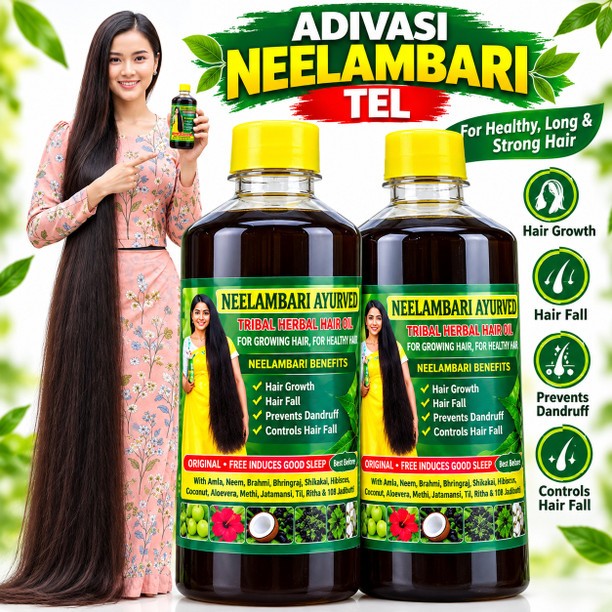 ADIVASI
NEELAMBARI
TEL
For Healthy, Long &
Strong Hair
Hair Growth
Hair Fall
Prevents
Dandruff
Controls
Hair Fall
NEELAMBARI AYURVED
TRIBAL HERBAL HAIR OIL
FOR GROWING HAIR, FOR HEALTHY HAIR
NEELAMBARI BENEFITS
✓ Hair Growth
✓ Hair Fall
✓ Prevents Dandruff
✓ Controls Hair Fall
ORIGINAL • FREE INDUCES GOOD SLEEP Best Before
With Amla, Neem, Brahmi, Bhringraj, Shikakai, Hibiscus,
Coconut, Aloevera, Methi, Jatamansi, Til, Ritha & 108 Jadibutti
NEELAMBARI AYURVED
TRIBAL HERBAL HAIR OIL
FOR GROWING HAIR, FOR HEALTHY HAIR
NEELAMBARI BENEFITS
✓ Hair Growth
✓ Hair Fall
✓ Prevents Dandruff
✓ Controls Hair Fall
ORIGINAL • FREE INDUCES GOOD SLEEP Best Before
With Amla, Neem, Brahmi, Bhringraj, Shikakai, Hibiscus,
Coconut, Aloevera, Methi, Jatamansi, Til, Ritha & 108 Jadibutti